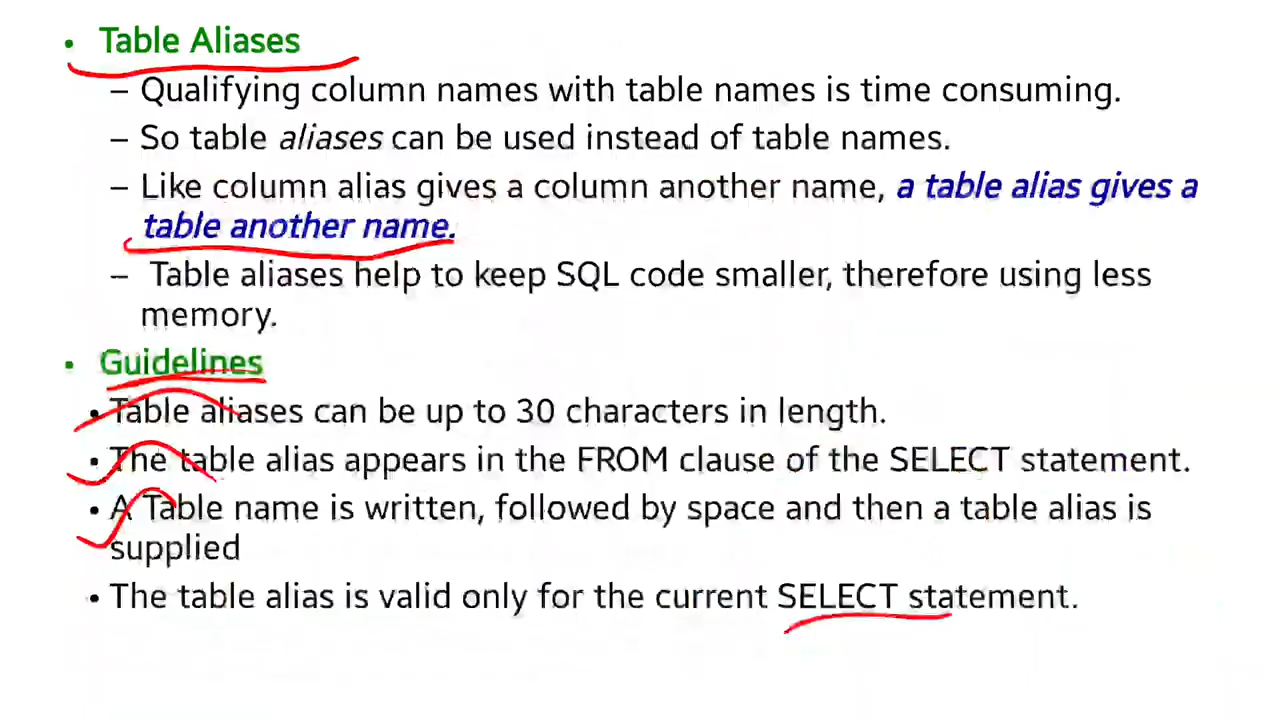 • Table Aliases
– Qualifying column names with table names is time consuming.
– So table aliases can be used instead of table names.
– Like column alias gives a column another name, a table alias gives a
table another name.
– Table aliases help to keep SQL code smaller, therefore using less
memory.
• Guidelines
• Table aliases can be up to 30 characters in length.
• The table alias appears in the FROM clause of the SELECT statement.
• A Table name is written, followed by space and then a table alias is
supplied
• The table alias is valid only for the current SELECT statement.